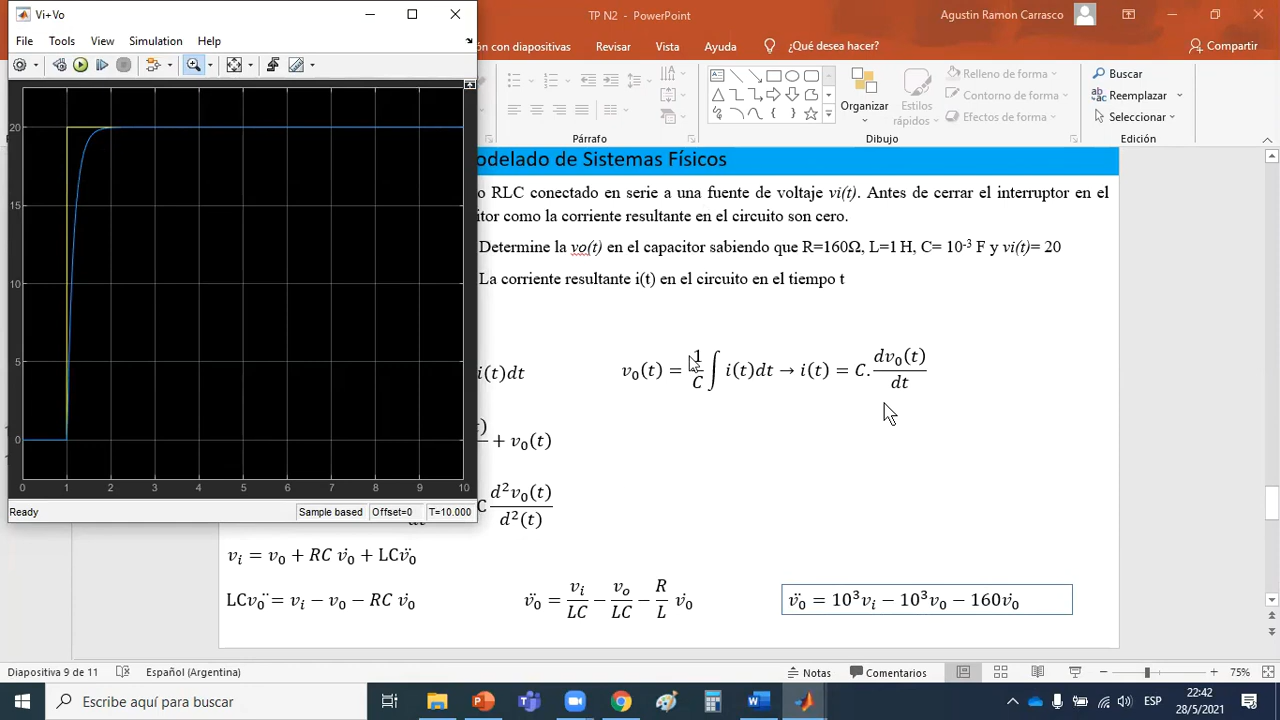 Vi+Vo
File Tools View Simulation Help
20
15
10
5
0
0 1 2 3 4 5 6 7 8 9 10
Ready Sample based Offset=0 T=10.000
TP N2 - PowerPoint
Agustin Ramon Carrasco
ón con diapositivas Revisar Vista Ayuda ¿Qué desea hacer? Compartir
Organizar
Estilos
rápidos
Relleno de forma
Contorno de forma
Efectos de forma
Buscar
Reemplazar
Seleccionar
Párrafo
Dibujo
odelado de Sistemas Físicos
o RLC conectado en serie a una fuente de voltaje vi(t). Antes de cerrar el interruptor en el
itor como la corriente resultante en el circuito son cero.
Determine la vo(t) en el capacitor sabiendo que R=160Ω, L=1 H, C= 10⁻³ F y vi(t)= 20
La corriente resultante i(t) en el circuito en el tiempo t
i(t)dt
v₀(t) = 1/C ∫ i(t)dt → i(t) = C. dv₀(t)/dt
t) + v₀(t)
C d²v₀(t)/d²(t)
vᵢ = v₀ + RC v̇₀ + LCv̈₀
LCv̈₀ = vᵢ − v₀ − RC v̇₀
v̈₀ = vᵢ/LC − vₒ/LC − R/L v̇₀
v̈₀ = 10³vᵢ − 10³v₀ − 160v̇₀
Diapositiva 9 de 11 Español (Argentina) Notas Comentarios 75%
Escribe aquí para buscar
ESP
22:42
28/5/2021